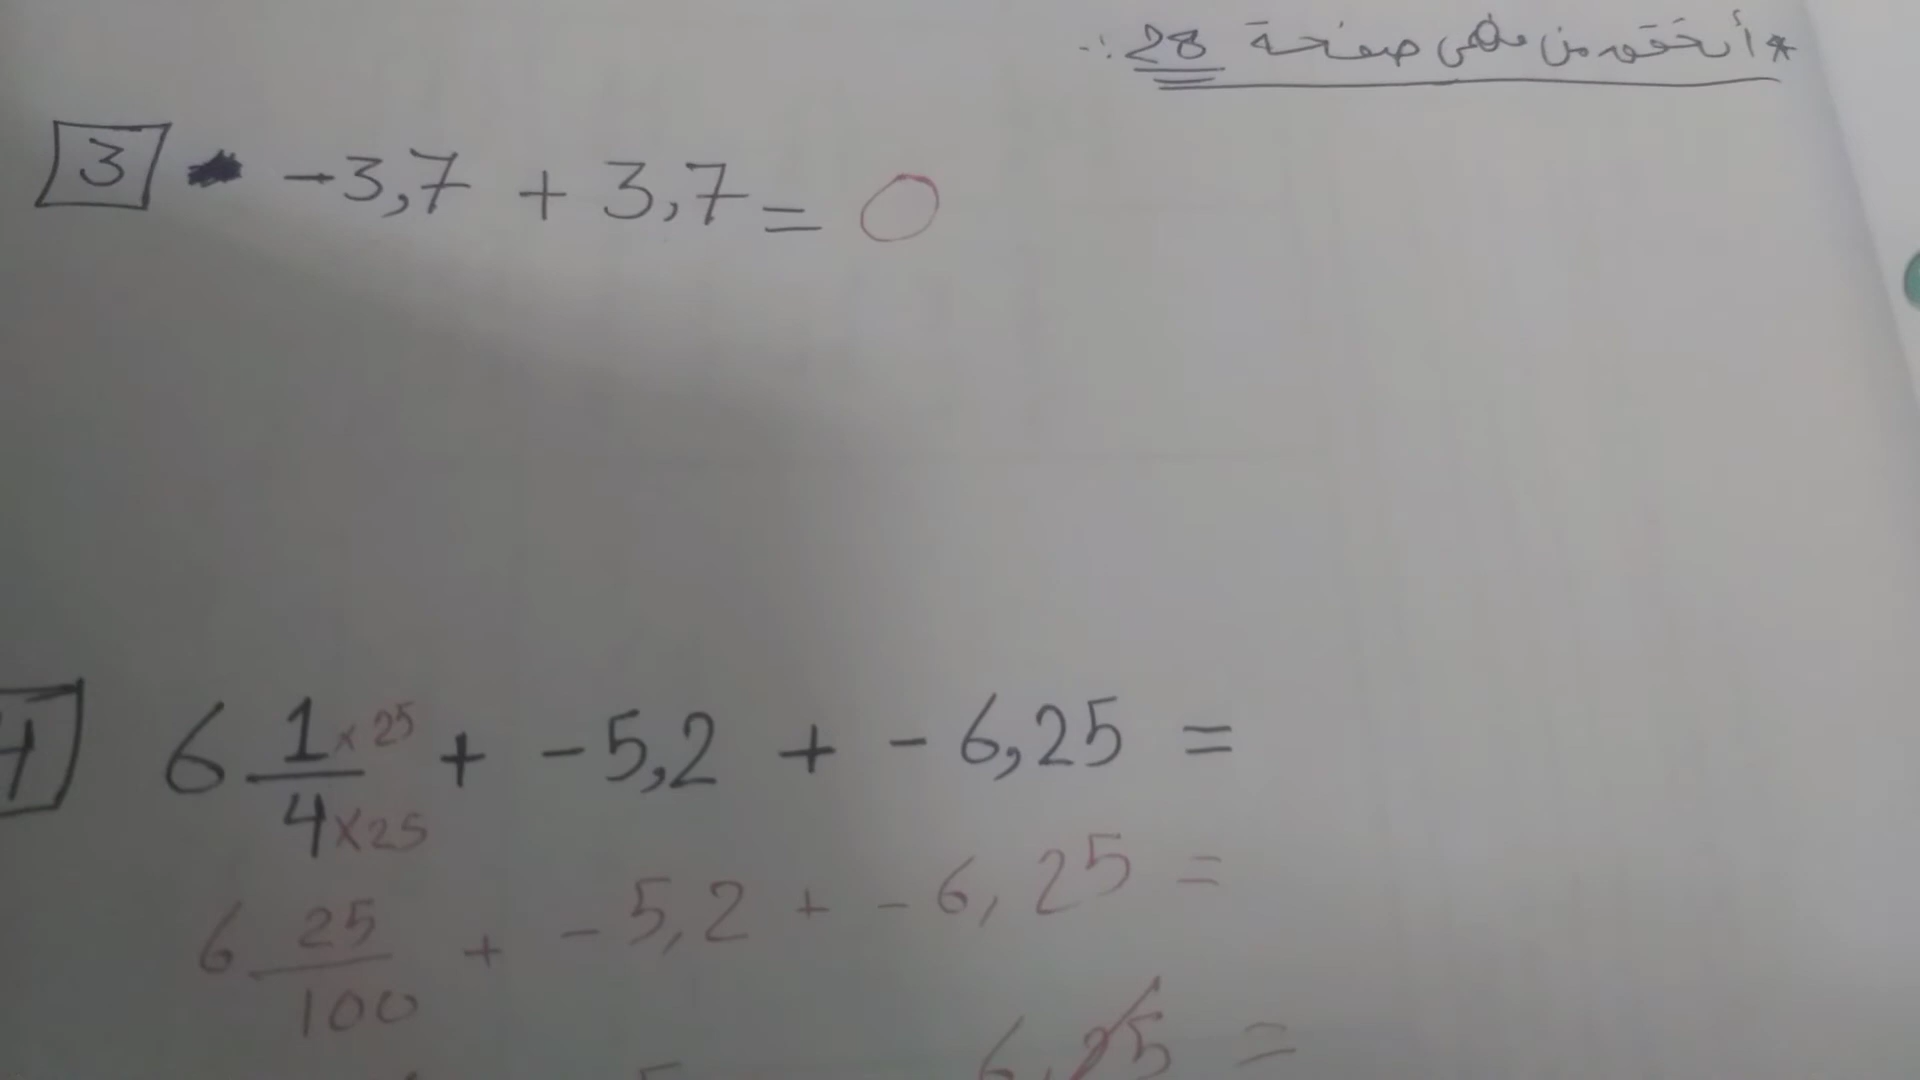 * أتحقق من فهمي صفحة 28 :-
3 -3,7 + 3,7 = 0
4 6 1/4 ×25 ×25 + -5,2 + -6,25 =
6 25/100 + -5,2 + -6,25 =
6,25 =